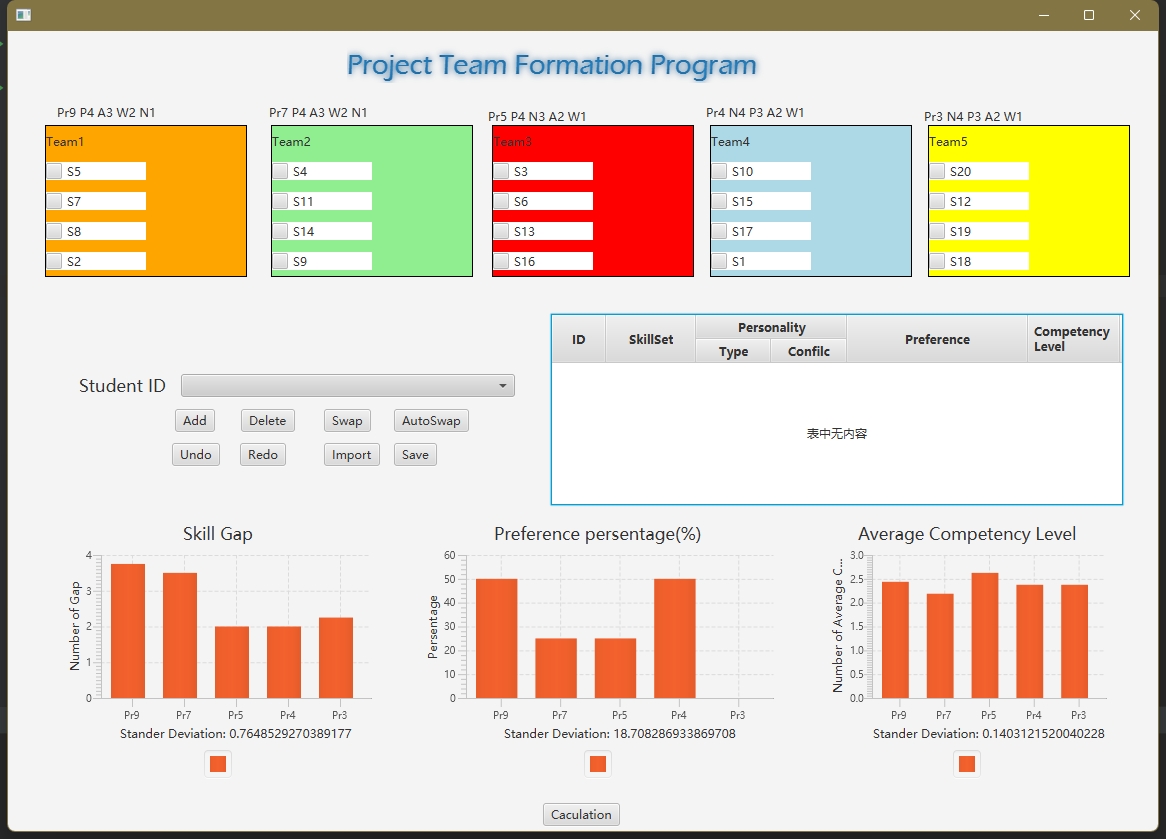 Project Team Formation Program
Pr9 P4 A3 W2 N1
Pr7 P4 A3 W2 N1
Pr5 P4 N3 A2 W1
Pr4 N4 P3 A2 W1
Pr3 N4 P3 A2 W1
Team1
S5
S7
S8
S2
Team2
S4
S11
S14
S9
Team3
S3
S6
S13
S16
Team4
S10
S15
S17
S1
Team5
S20
S12
S19
S18
Student ID
Add
Delete
Swap
AutoSwap
Undo
Redo
Import
Save
ID
SkillSet
Personality
Type
Confilc
Preference
Competency
Level
表中无内容
Skill Gap
Number of Gap
4
3
2
1
0
Pr9
Pr7
Pr5
Pr4
Pr3
Stander Deviation: 0.7648529270389177
Preference persentage(%)
Persentage
60
50
40
30
20
10
0
Pr9
Pr7
Pr5
Pr4
Pr3
Stander Deviation: 18.708286933869708
Average Competency Level
Number of Average C...
3.0
2.5
2.0
1.5
1.0
0.5
0.0
Pr9
Pr7
Pr5
Pr4
Pr3
Stander Deviation: 0.1403121520040228
Caculation